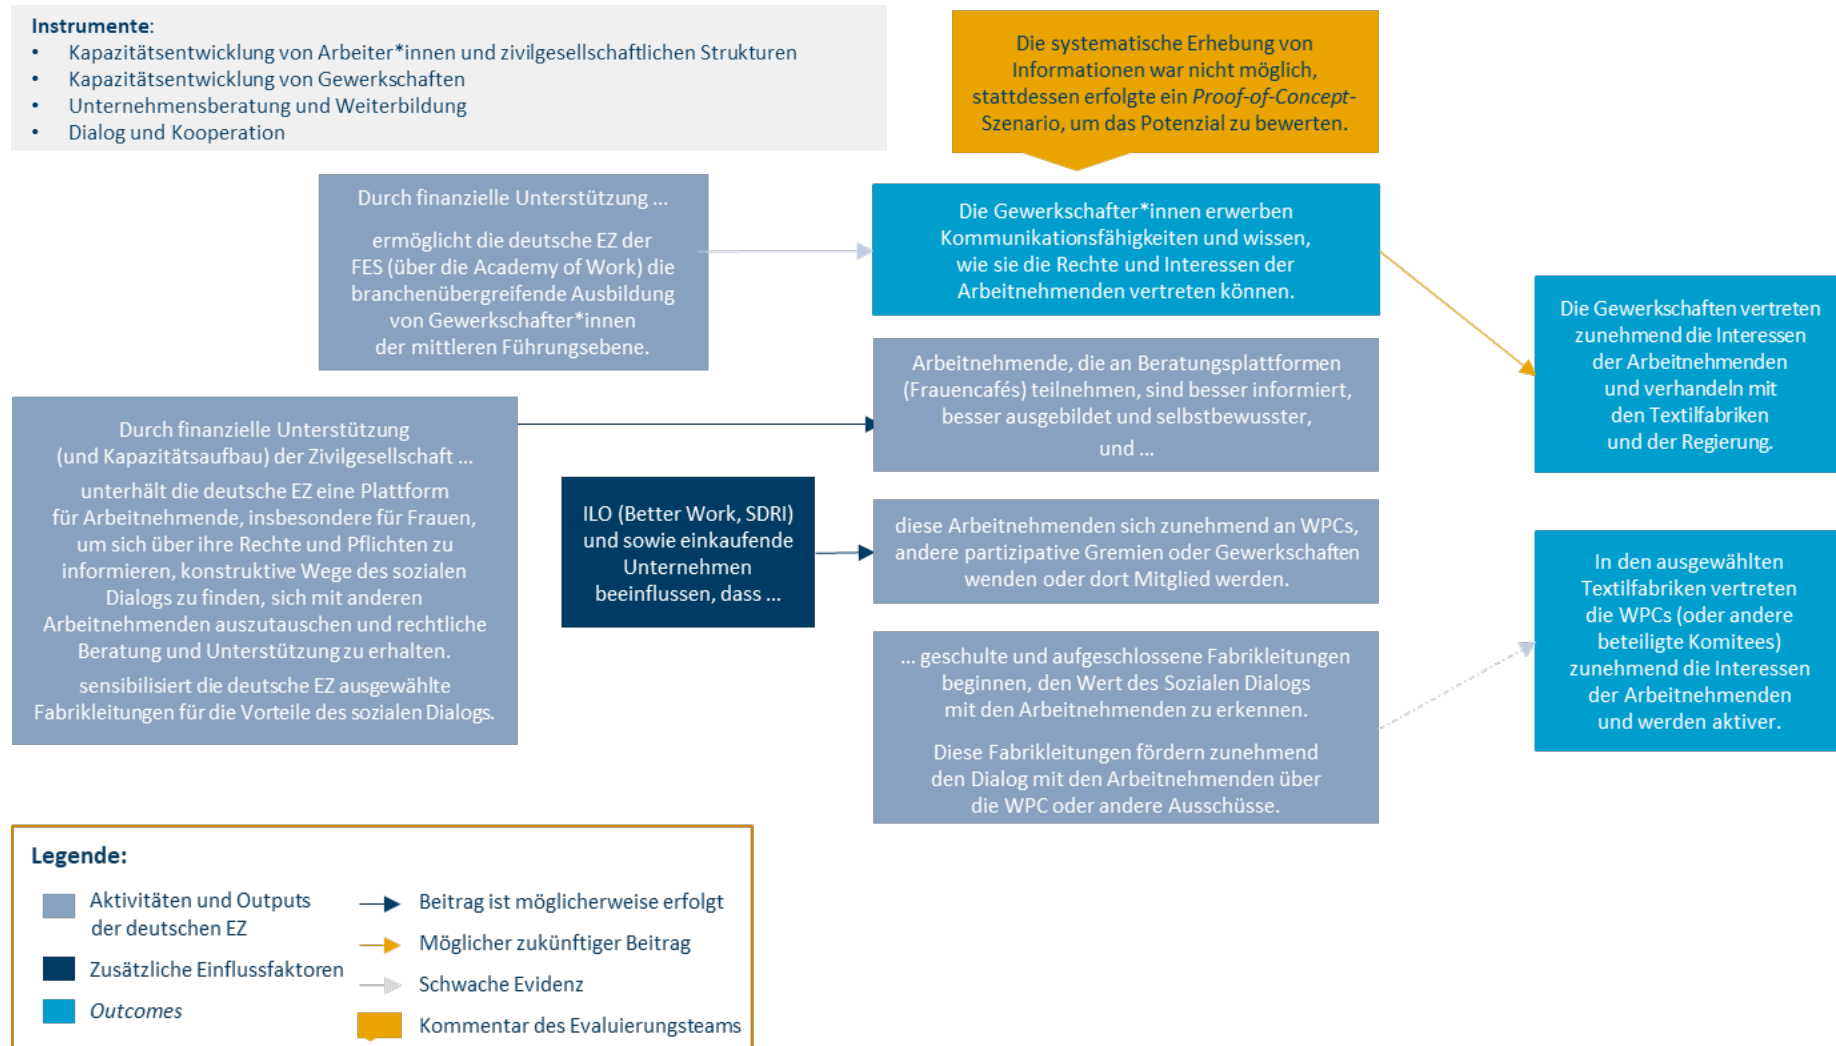 Instrumente:
• Kapazitätsentwicklung von Arbeiter*innen und zivilgesellschaftlichen Strukturen
• Kapazitätsentwicklung von Gewerkschaften
• Unternehmensberatung und Weiterbildung
• Dialog und Kooperation
Die systematische Erhebung von
Informationen war nicht möglich,
stattdessen erfolgte ein Proof-of-Concept-
Szenario, um das Potenzial zu bewerten.
Durch finanzielle Unterstützung ...
ermöglicht die deutsche EZ der
FES (über die Academy of Work) die
branchenübergreifende Ausbildung
von Gewerkschafter*innen
der mittleren Führungsebene.
Die Gewerkschafter*innen erwerben
Kommunikationsfähigkeiten und wissen,
wie sie die Rechte und Interessen der
Arbeitnehmenden vertreten können.
Die Gewerkschaften vertreten
zunehmend die Interessen
der Arbeitnehmenden
und verhandeln mit
den Textilfabriken
und der Regierung.
Arbeitnehmende, die an Beratungsplattformen
(Frauencafés) teilnehmen, sind besser informiert,
besser ausgebildet und selbstbewusster,
und ...
Durch finanzielle Unterstützung
(und Kapazitätsaufbau) der Zivilgesellschaft ...
unterhält die deutsche EZ eine Plattform
für Arbeitnehmende, insbesondere für Frauen,
um sich über ihre Rechte und Pflichten zu
informieren, konstruktive Wege des sozialen
Dialogs zu finden, sich mit anderen
Arbeitnehmenden auszutauschen und rechtliche
Beratung und Unterstützung zu erhalten.
sensibilisiert die deutsche EZ ausgewählte
Fabrikleitungen für die Vorteile des sozialen Dialogs.
ILO (Better Work, SDRI)
und sowie einkaufende
Unternehmen
beeinflussen, dass ...
diese Arbeitnehmenden sich zunehmend an WPCs,
andere partizipative Gremien oder Gewerkschaften
wenden oder dort Mitglied werden.
In den ausgewählten
Textilfabriken vertreten
die WPCs (oder andere
beteiligte Komitees)
zunehmend die Interessen
der Arbeitnehmenden
und werden aktiver.
... geschulte und aufgeschlossene Fabrikleitungen
beginnen, den Wert des Sozialen Dialogs
mit den Arbeitnehmenden zu erkennen.
Diese Fabrikleitungen fördern zunehmend
den Dialog mit den Arbeitnehmenden über
die WPC oder andere Ausschüsse.
Legende:
Aktivitäten und Outputs
der deutschen EZ
Zusätzliche Einflussfaktoren
Outcomes
Beitrag ist möglicherweise erfolgt
Möglicher zukünftiger Beitrag
Schwache Evidenz
Kommentar des Evaluierungsteams